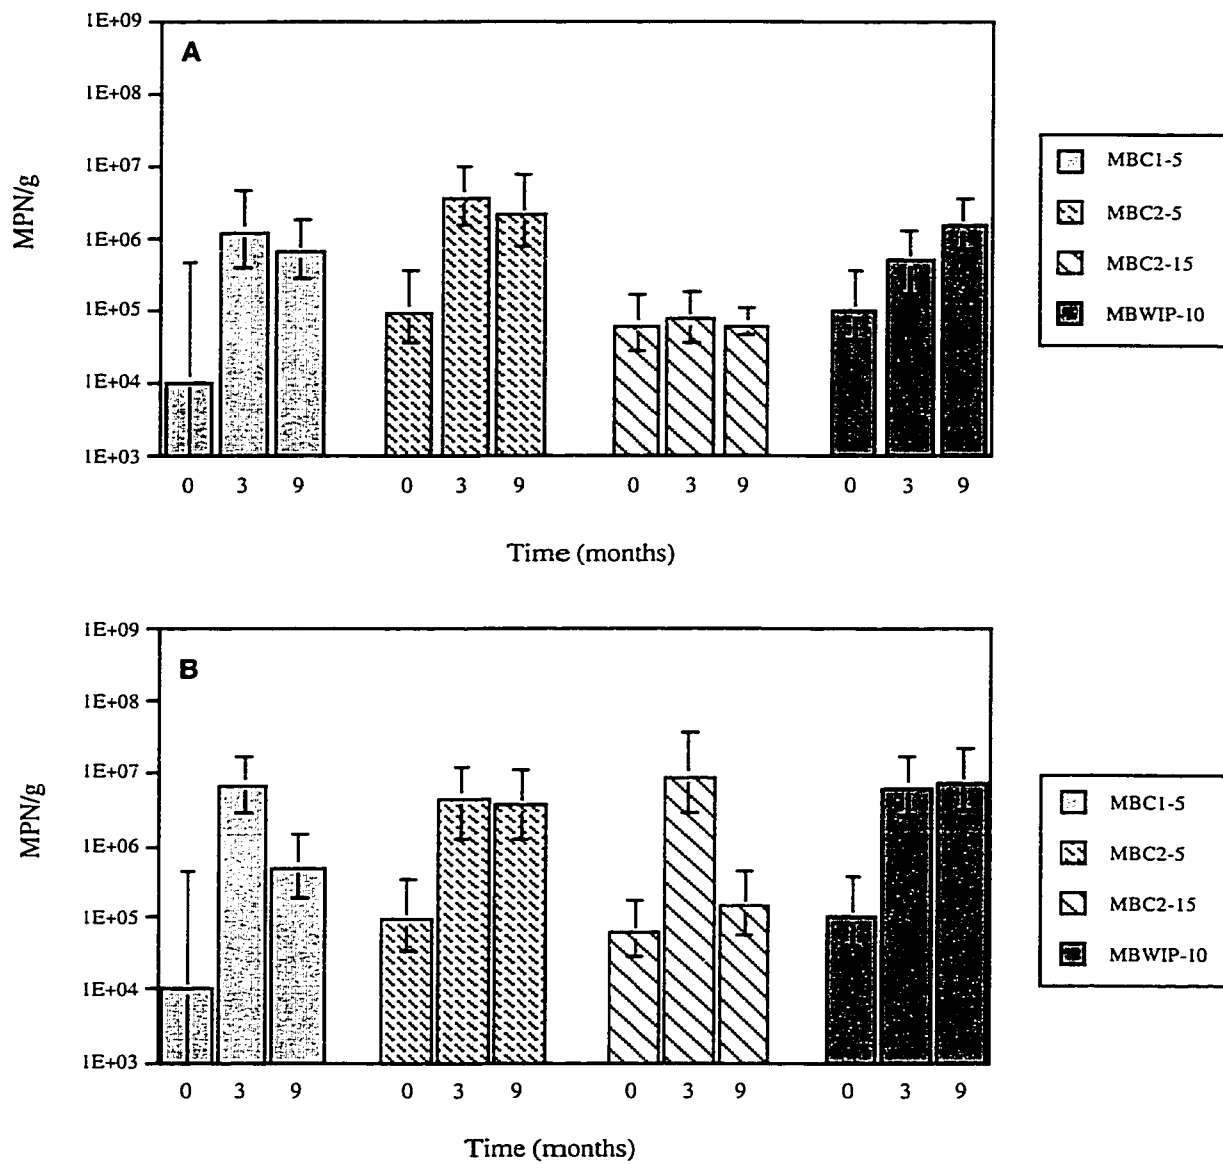 1E+09
A
1E+08
1E+07
1E+06
1E+05
1E+04
1E+03
MPN/g
0 3 9 0 3 9 0 3 9 0 3 9
Time (months)
MBC1-5
MBC2-5
MBC2-15
MBWIP-10
1E+09
B
1E+08
1E+07
1E+06
1E+05
1E+04
1E+03
MPN/g
0 3 9 0 3 9 0 3 9 0 3 9
Time (months)
MBC1-5
MBC2-5
MBC2-15
MBWIP-10